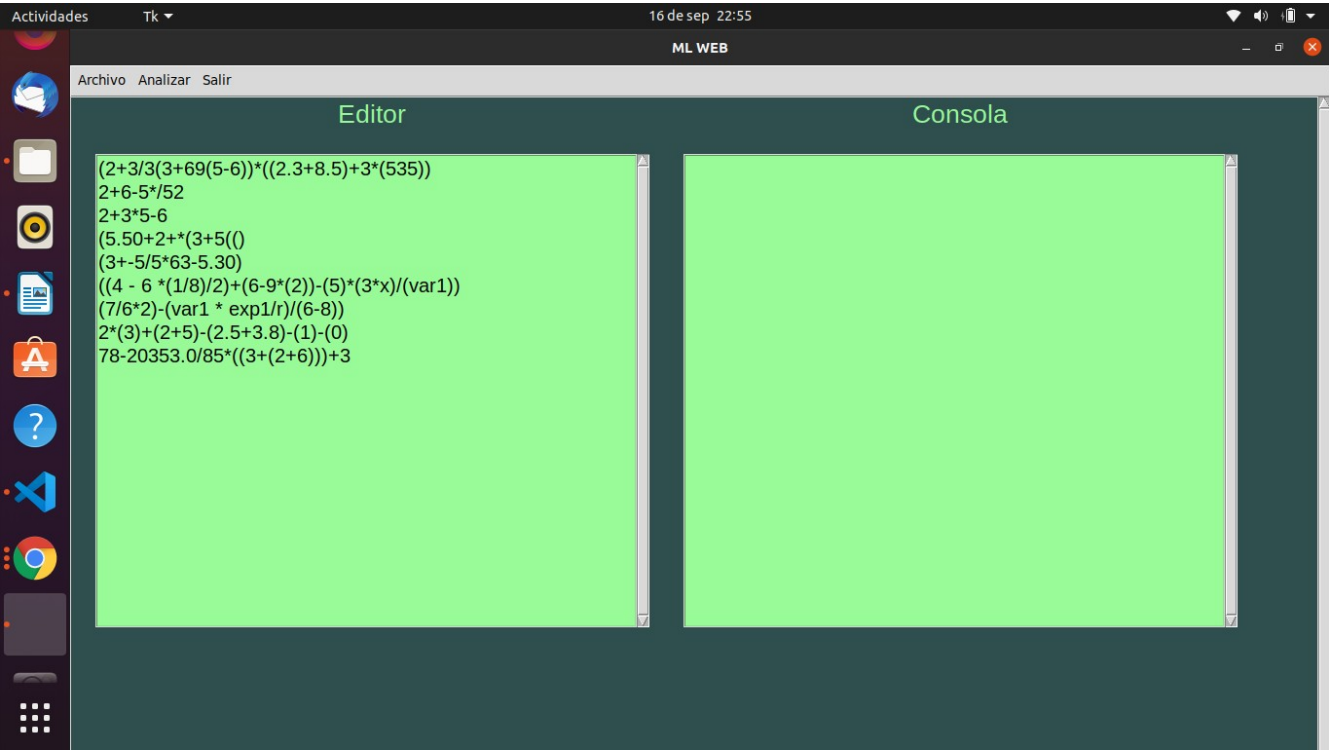 Actividades Tk 16 de sep 22:55
ML WEB
Archivo Analizar Salir
Editor
(2+3/3(3+69(5-6))*((2.3+8.5)+3*(535))
2+6-5*/52
2+3*5-6
(5.50+2+*(3+5(()
(3+-5/5*63-5.30)
((4 - 6 *(1/8)/2)+(6-9*(2))-(5)*(3*x)/(var1))
(7/6*2)-(var1 * exp1/r)/(6-8))
2*(3)+(2+5)-(2.5+3.8)-(1)-(0)
78-20353.0/85*((3+(2+6)))+3
Consola